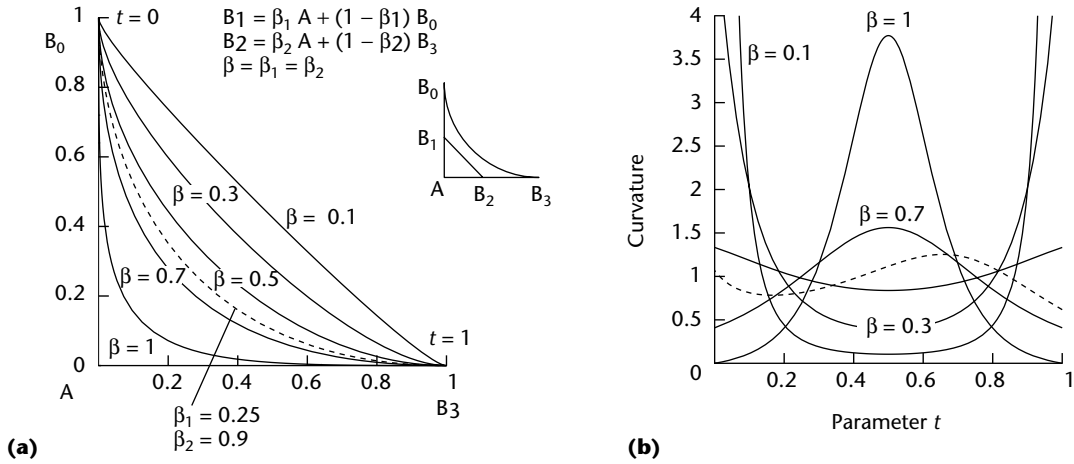 1
t = 0
B0
0.8
0.6
0.4
0.2
0
B1 = β1 A + (1 - β1) B0
B2 = β2 A + (1 - β2) B3
β = β1 = β2
B0
B1
A
B2
B3
β = 0.3
β = 0.1
β = 0.7
β = 0.5
β = 1
t = 1
A
0.2
0.4
0.6
0.8
1
B3
β1 = 0.25
β2 = 0.9
(a)
4
3.5
3
2.5
2
1.5
1
0.5
0
Curvature
β = 0.1
β = 1
β = 0.7
β = 0.3
0.2
0.4
0.6
0.8
1
Parameter t
(b)